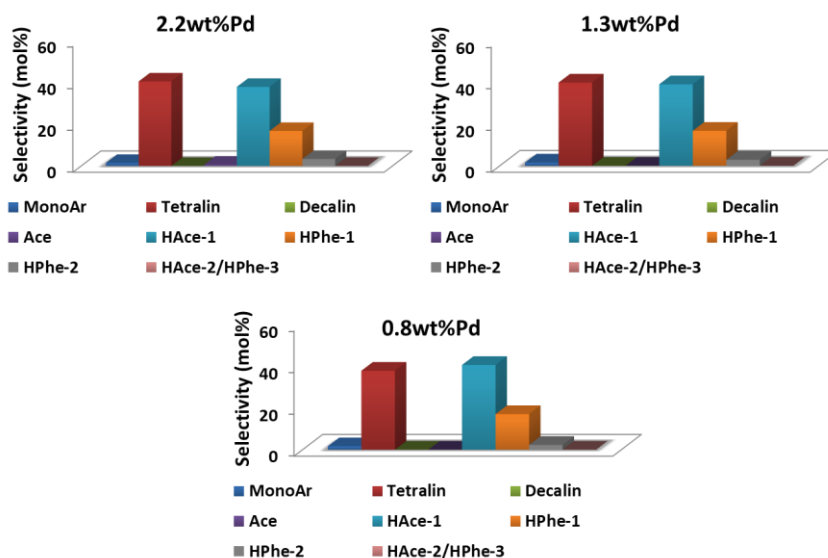 2.2wt%Pd
Selectivity (mol%)
60
40
20
0
MonoAr Tetralin Decalin
Ace HAce-1 HPhe-1
HPhe-2 HAce-2/HPhe-3
1.3wt%Pd
Selectivity (mol%)
60
40
20
0
MonoAr Tetralin Decalin
Ace HAce-1 HPhe-1
HPhe-2 HAce-2/HPhe-3
0.8wt%Pd
Selectivity (mol%)
60
40
20
0
MonoAr Tetralin Decalin
Ace HAce-1 HPhe-1
HPhe-2 HAce-2/HPhe-3